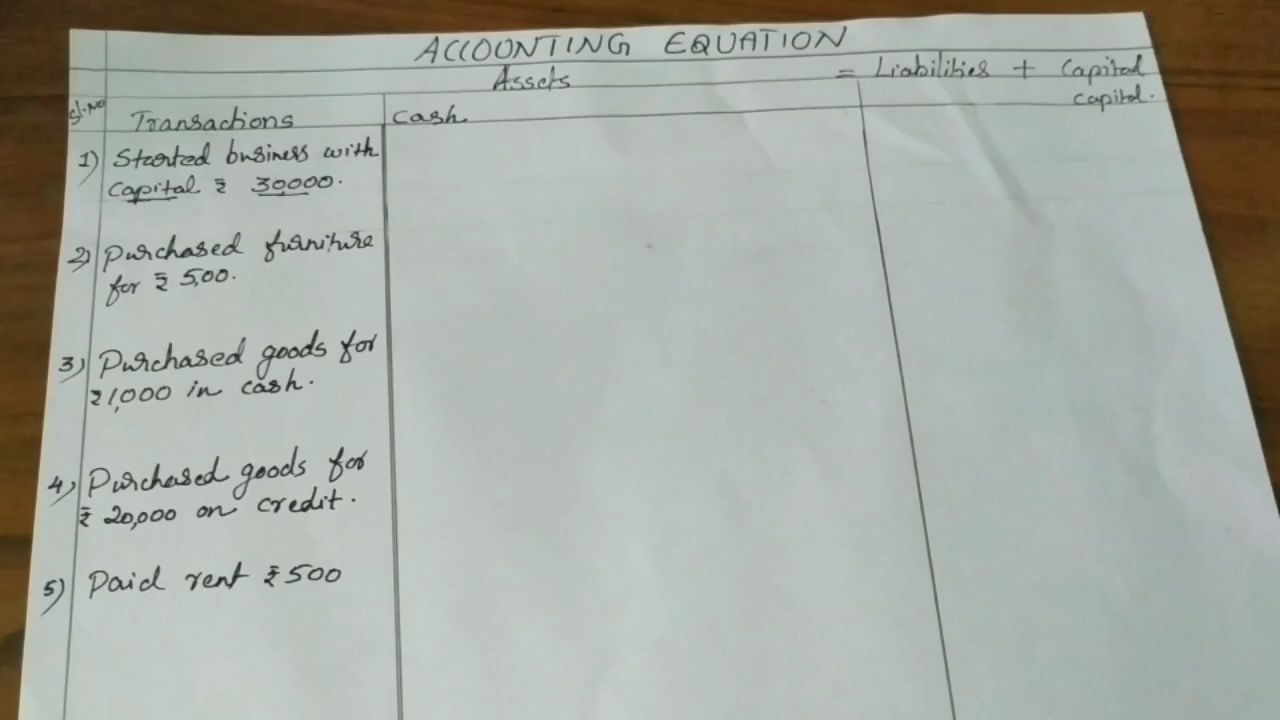 ACCOUNTING EQUATION
Assets = Liabilities + Capital
Sl.No Transactions Cash capital.
1) Started business with
capital ₹ 30000.
2) Purchased furniture
for ₹ 5,00.
3) Purchased goods for
₹1,000 in cash.
4) Purchased goods for
₹ 20,000 on credit.
5) Paid rent ₹500